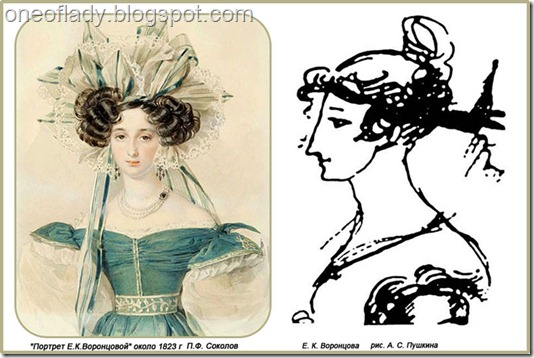 oneoflady.blogspot.com
"Портрет Е.К.Воронцовой" около 1823 г П.Ф. Соколов
Е. К. Воронцова рис. А. С. Пушкина